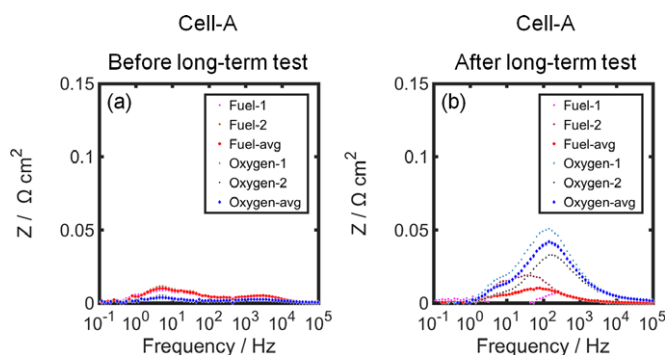 Cell-A
Before long-term test
(a)
Fuel-1
Fuel-2
Fuel-avg
Oxygen-1
Oxygen-2
Oxygen-avg
0.15
0.1
0.05
0
Z / Ω cm²
10⁻¹ 10⁰ 10¹ 10² 10³ 10⁴ 10⁵
Frequency / Hz
Cell-A
After long-term test
(b)
Fuel-1
Fuel-2
Fuel-avg
Oxygen-1
Oxygen-2
Oxygen-avg
0.15
0.1
0.05
0
Z / Ω cm²
10⁻¹ 10⁰ 10¹ 10² 10³ 10⁴ 10⁵
Frequency / Hz